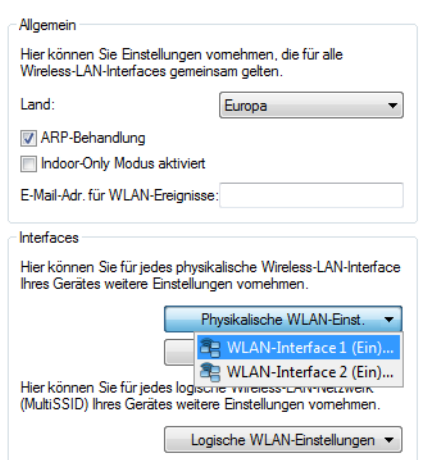 Allgemein
Hier können Sie Einstellungen vornehmen, die für alle
Wireless-LAN-Interfaces gemeinsam gelten.
Land:
Europa
ARP-Behandlung
Indoor-Only Modus aktiviert
E-Mail-Adr. für WLAN-Ereignisse:
Interfaces
Hier können Sie für jedes physikalische Wireless-LAN-Interface
Ihres Gerätes weitere Einstellungen vornehmen.
Physikalische WLAN-Einst.
WLAN-Interface 1 (Ein)...
WLAN-Interface 2 (Ein)...
Hier können Sie für jedes logische Wireless-LAN-Netzwerk
(MultiSSID) Ihres Gerätes weitere Einstellungen vornehmen.
Logische WLAN-Einstellungen